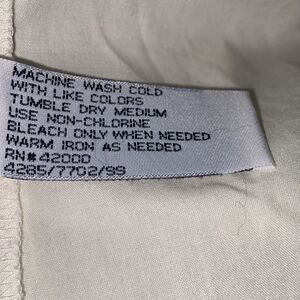 MACHINE WASH COLD
WITH LIKE COLORS
TUMBLE DRY MEDIUM
USE NON-CHLORINE
BLEACH ONLY WHEN NEEDED
WARM IRON AS NEEDED
RN#42000
4285/7702/99